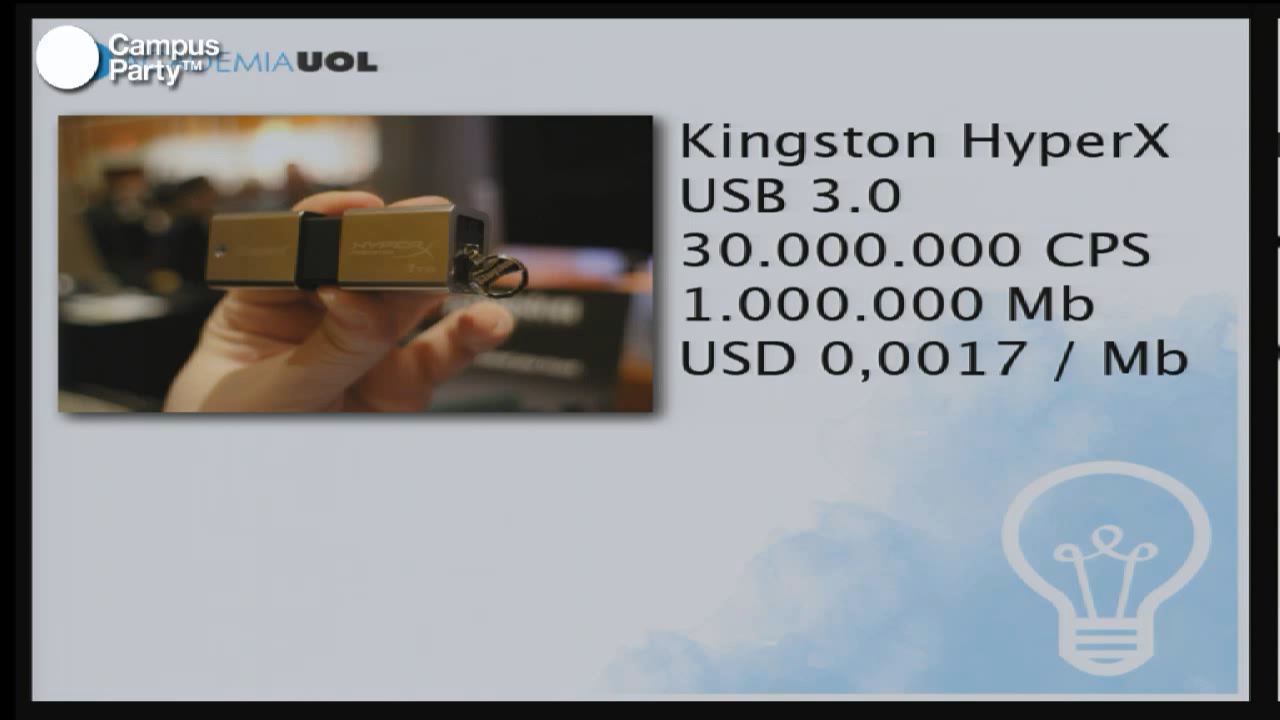 Campus
Party™
DEMIAUOL
Kingston HyperX
USB 3.0
30.000.000 CPS
1.000.000 Mb
USD 0,0017 / Mb
HYPERX